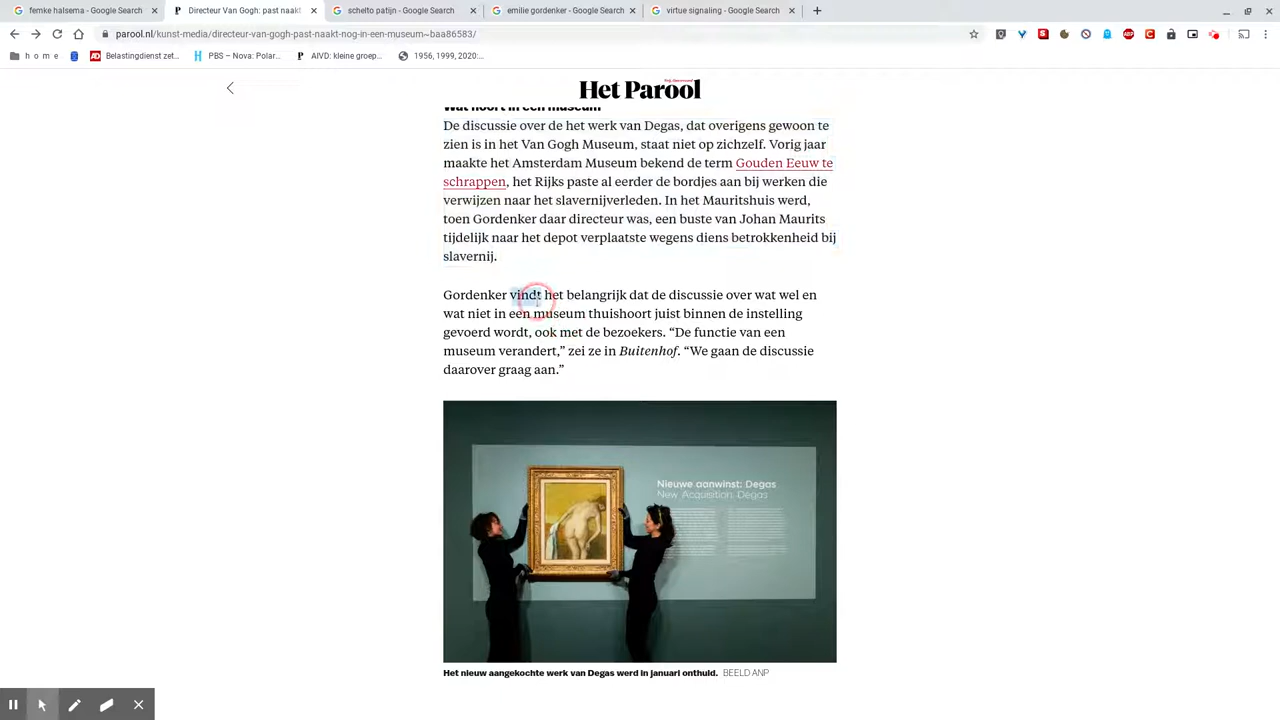 femke halsema - Google Search
Directeur Van Gogh: past naakt
schelto patijn - Google Search
emilie gordenker - Google Search
virtue signaling - Google Search
parool.nl/kunst-media/directeur-van-gogh-past-naakt-nog-in-een-museum~baa86583/
h o m e
Belastingdienst zet...
PBS – Nova: Polar...
AIVD: kleine groep...
1956, 1999, 2020:...
Het Parool
Wat hoort in een museum
De discussie over de het werk van Degas, dat overigens gewoon te
zien is in het Van Gogh Museum, staat niet op zichzelf. Vorig jaar
maakte het Amsterdam Museum bekend de term Gouden Eeuw te
schrappen, het Rijks paste al eerder de bordjes aan bij werken die
verwijzen naar het slavernijverleden. In het Mauritshuis werd,
toen Gordenker daar directeur was, een buste van Johan Maurits
tijdelijk naar het depot verplaatste wegens diens betrokkenheid bij
slavernij.
Gordenker vindt het belangrijk dat de discussie over wat wel en
wat niet in een museum thuishoort juist binnen de instelling
gevoerd wordt, ook met de bezoekers. “De functie van een
museum verandert,” zei ze in Buitenhof. “We gaan de discussie
daarover graag aan.”
Nieuwe aanwinst: Degas
New Acquisition: Degas
Het nieuw aangekochte werk van Degas werd in januari onthuld. BEELD ANP